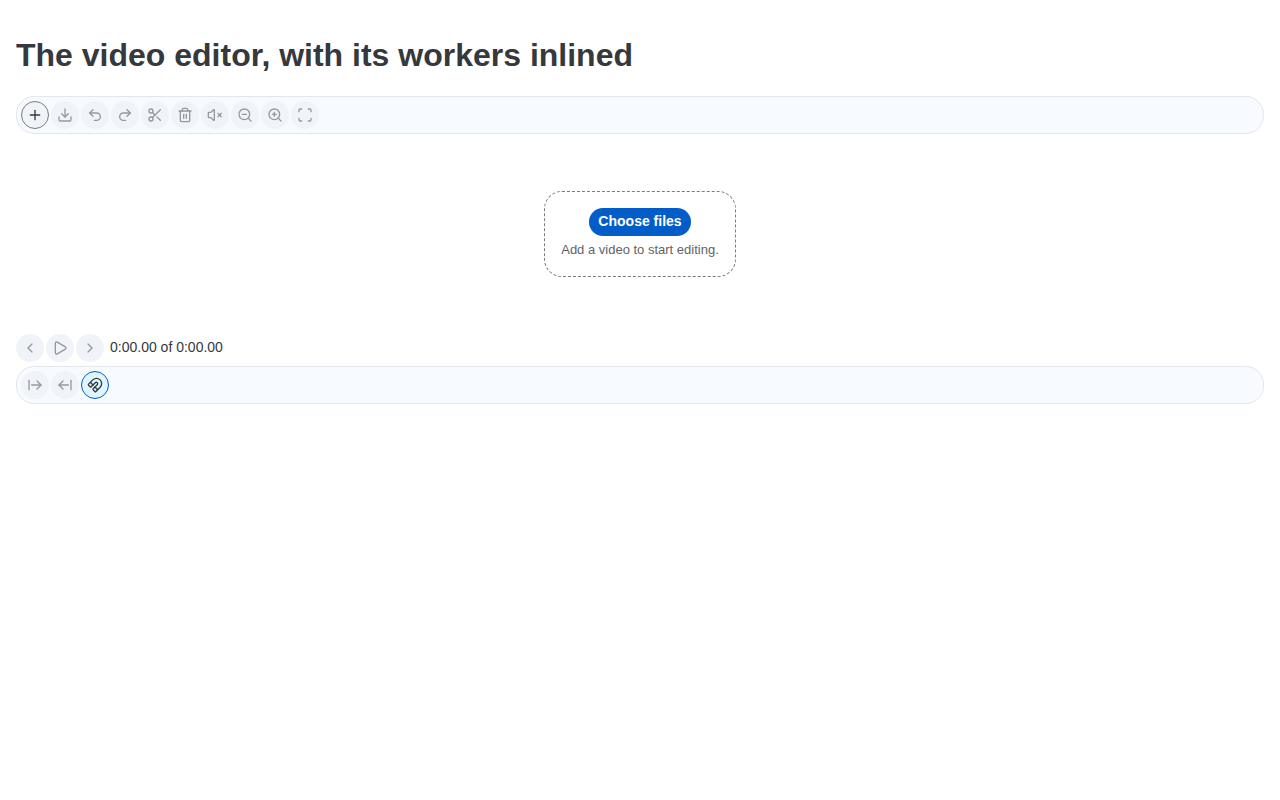 The video editor, with its workers inlined
Choose files
Add a video to start editing.
0:00.00 of 0:00.00